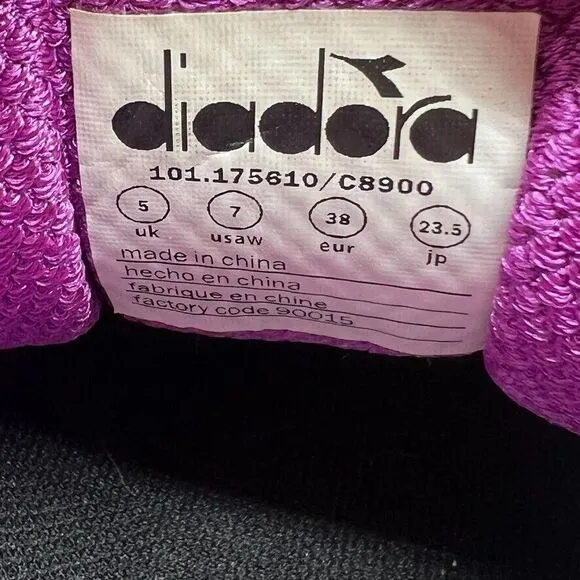 diadora
101.175610/C8900
5 7 38 23.5
uk usaw eur jp
made in china
hecho en china
fabrique en chine
factory code 90015